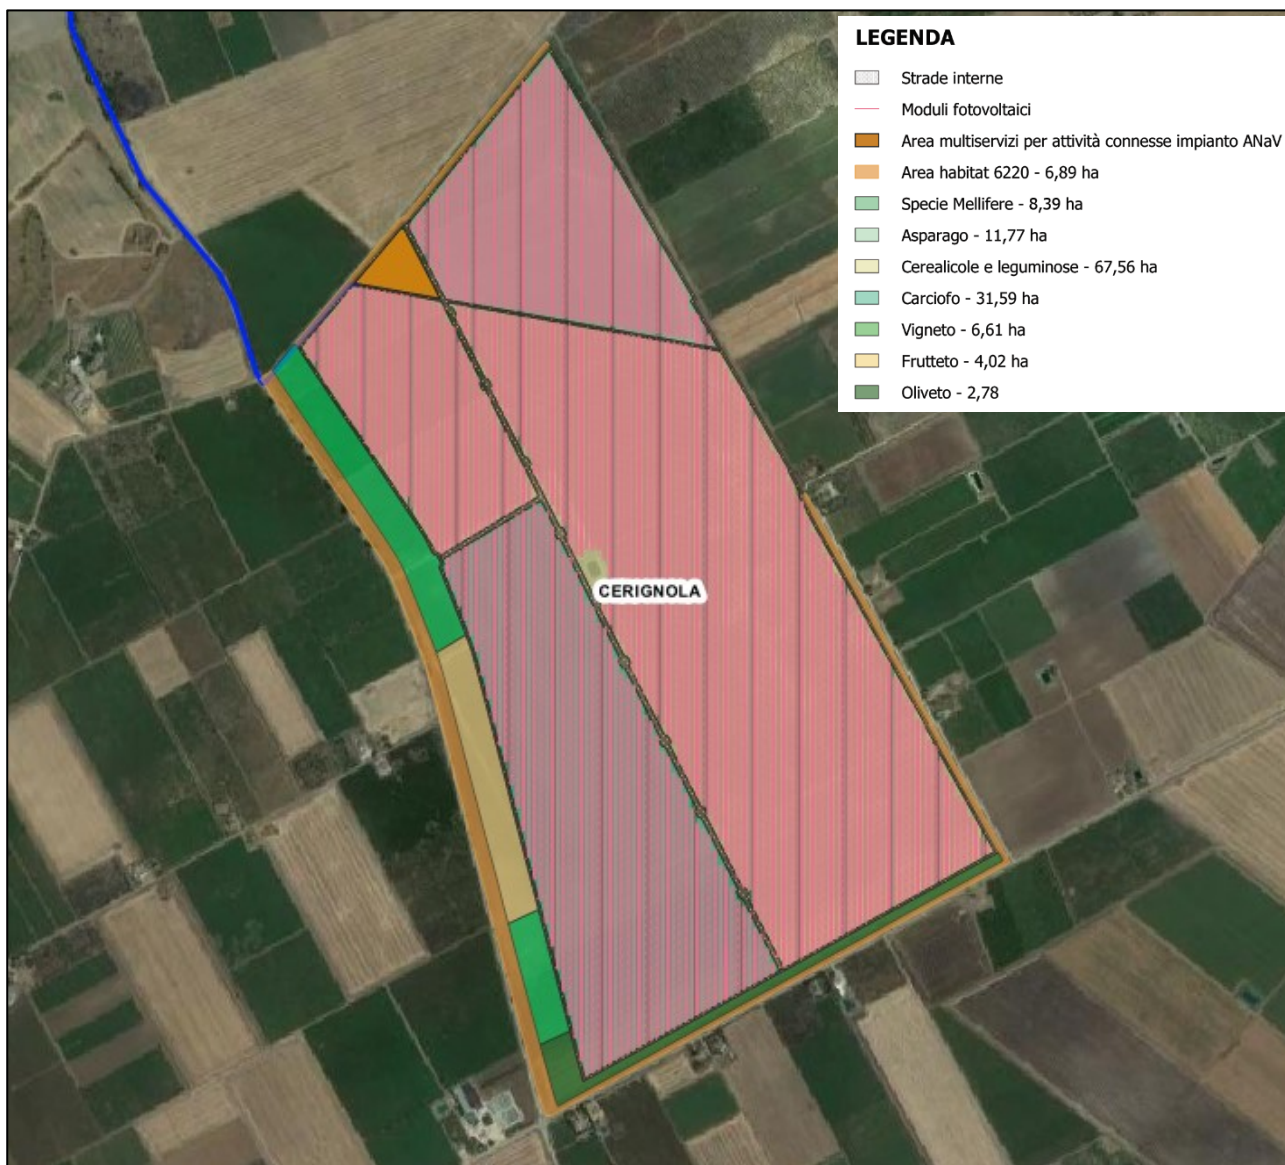 LEGENDA
Strade interne
Moduli fotovoltaici
Area multiservizi per attività connesse impianto ANaV
Area habitat 6220 - 6,89 ha
Specie Mellifere - 8,39 ha
Asparago - 11,77 ha
Cerealicole e leguminose - 67,56 ha
Carciofo - 31,59 ha
Vigneto - 6,61 ha
Frutteto - 4,02 ha
Oliveto - 2,78
CERIGNOLA